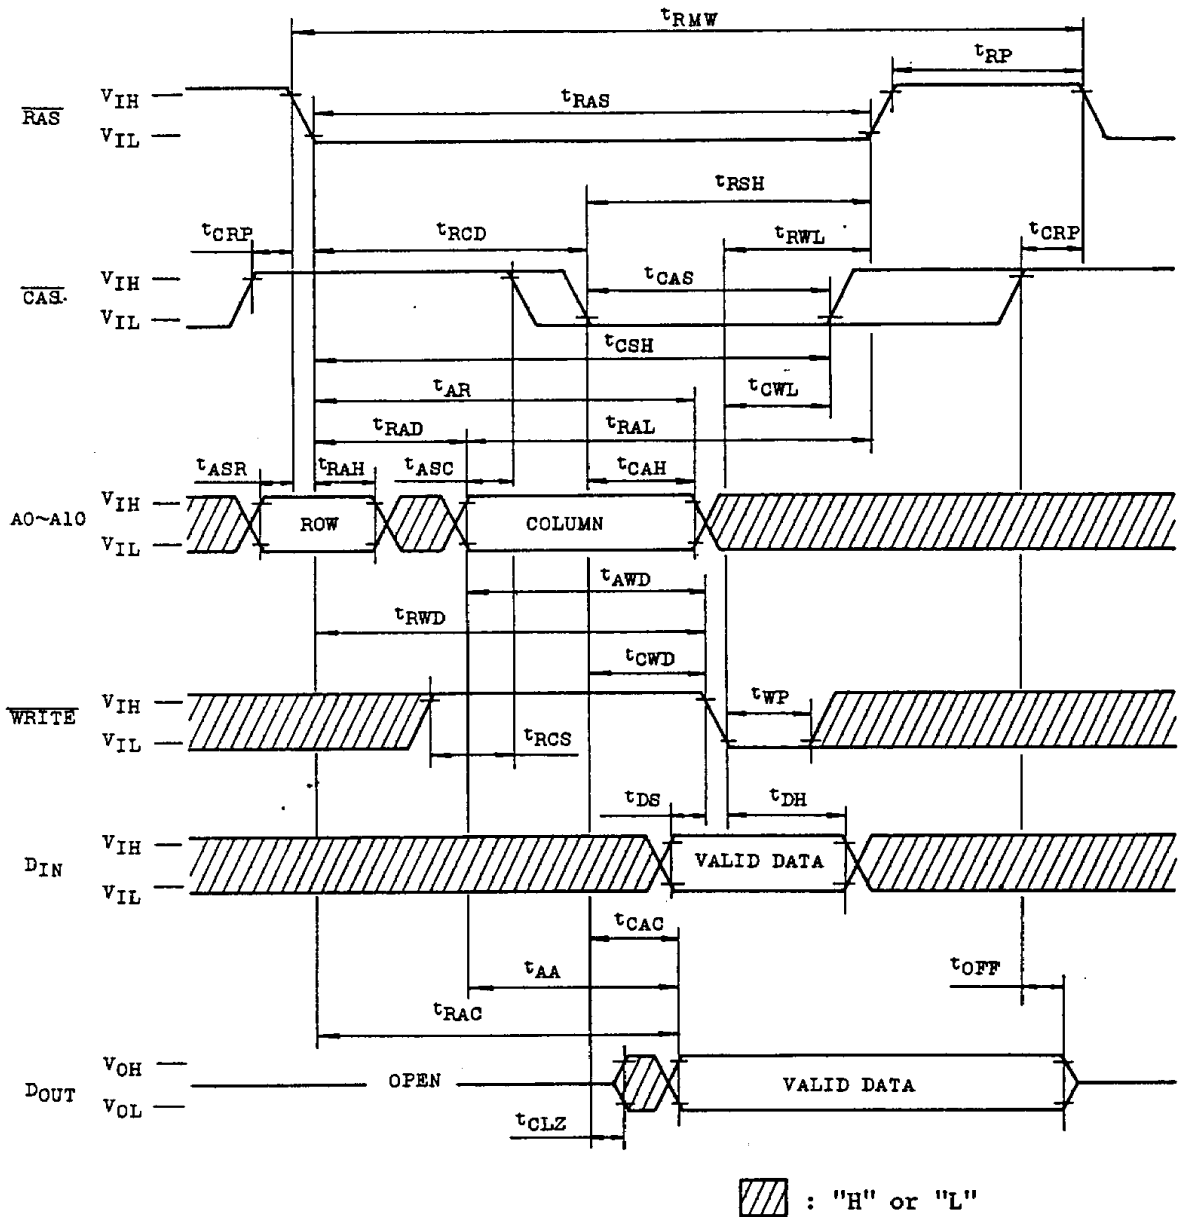 tRMW
tRP
VIH
tRAS
RAS
VIL
tRSH
tCRP
tRCD
tRWL
tCRP
VIH
tCAS
CAS
VIL
tCSH
tAR
tCWL
tRAD
tRAL
tASR
tRAH
tASC
tCAH
VIH
A0~A10
ROW
COLUMN
VIL
tAWD
tRWD
tCWD
VIH
tWP
WRITE
VIL
tRCS
tDS
tDH
VIH
DIN
VALID DATA
VIL
tCAC
tAA
tOFF
tRAC
VOH
DOUT
OPEN
VALID DATA
VOL
tCLZ
: "H" or "L"